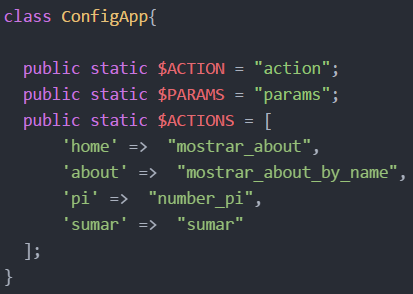 class ConfigApp{
public static $ACTION = "action";
public static $PARAMS = "params";
public static $ACTIONS = [
'home' => "mostrar_about",
'about' => "mostrar_about_by_name",
'pi' => "number_pi",
'sumar' => "sumar"
];
}